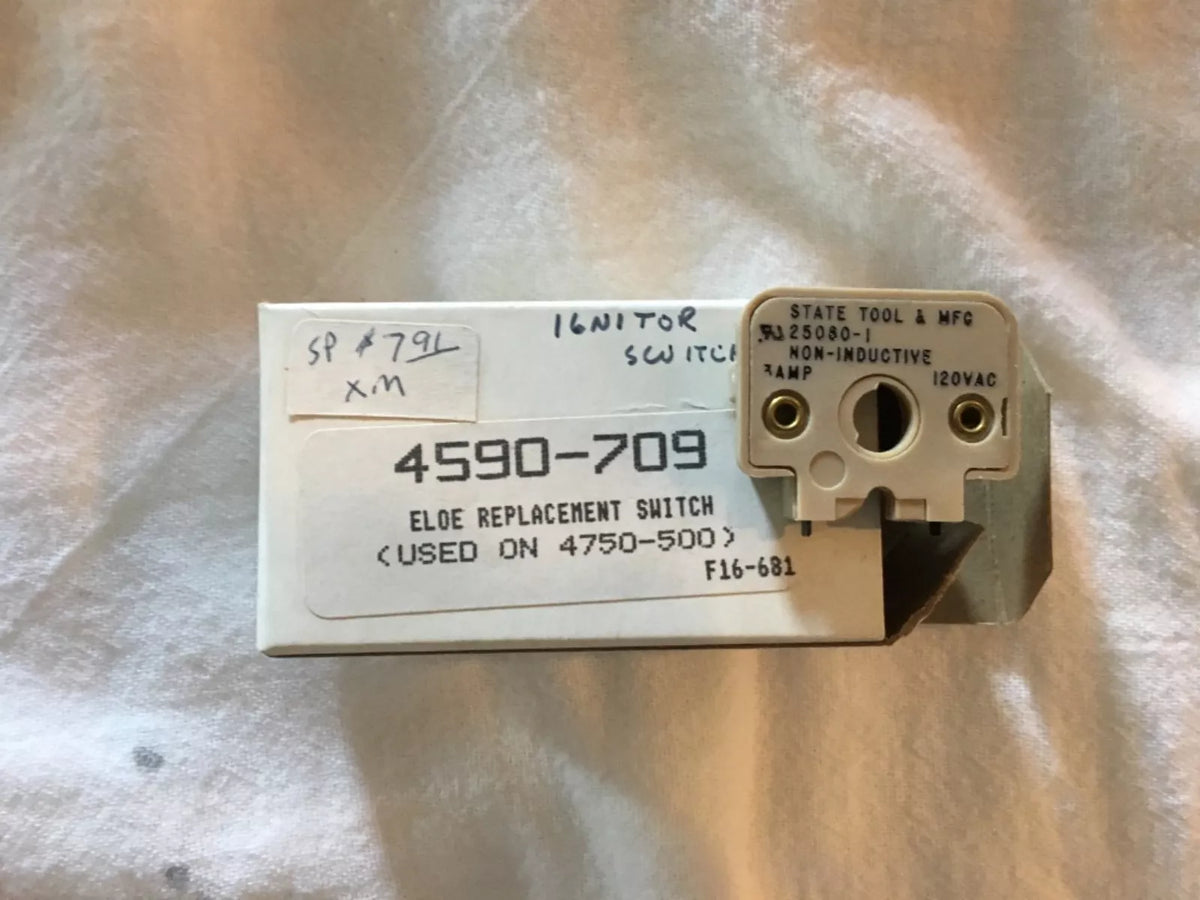 SP # 791
X.M
IGNITOR
SWITCH
4590-709
ELOE REPLACEMENT SWITCH
(USED ON 4750-500)
F16-681
STATE TOOL & MFG
25080-1
NON-INDUCTIVE
3AMP 120VAC